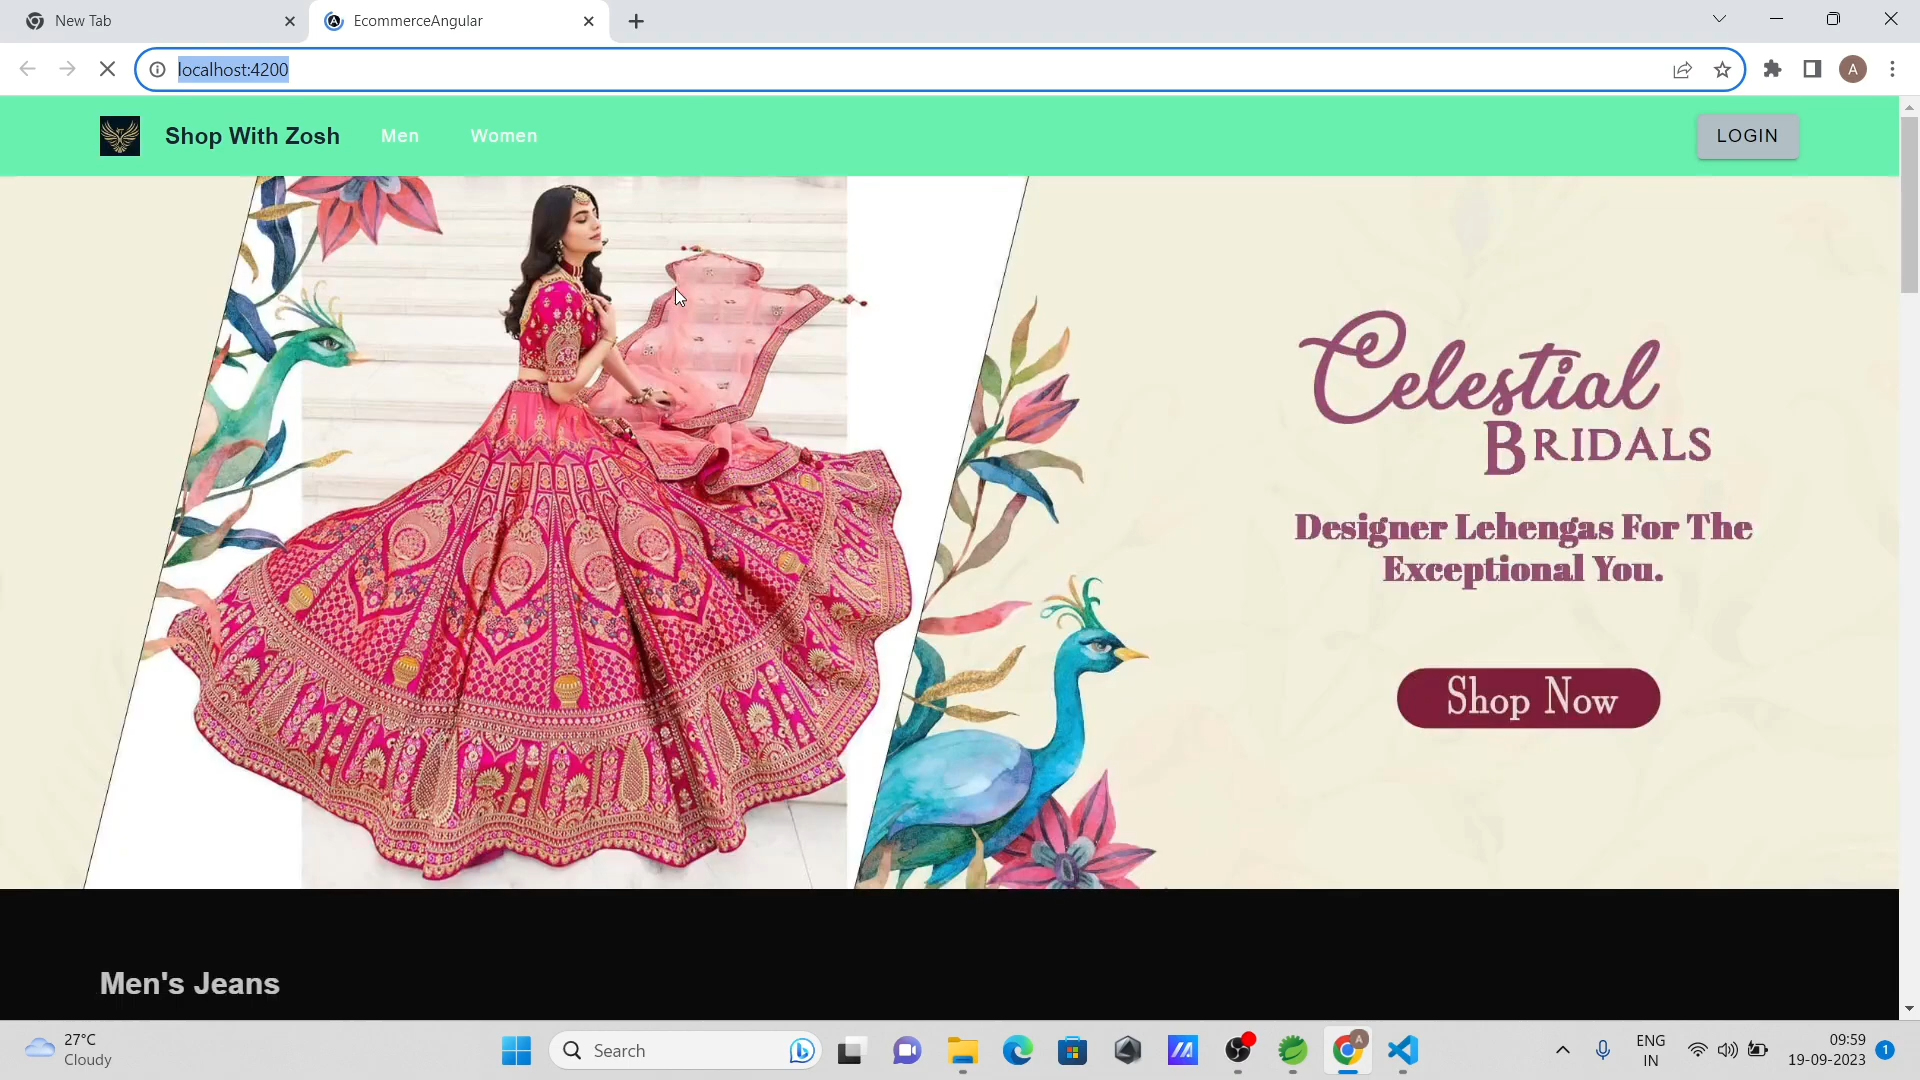 New Tab
EcommerceAngular
localhost:4200
A
Shop With Zosh
Men
Women
LOGIN
Celestial
BRIDALS
Designer Lehengas For The
Exceptional You.
Shop Now
Men's Jeans
27°C
Cloudy
Search
A
ENG
IN
09:59
19-09-2023
1